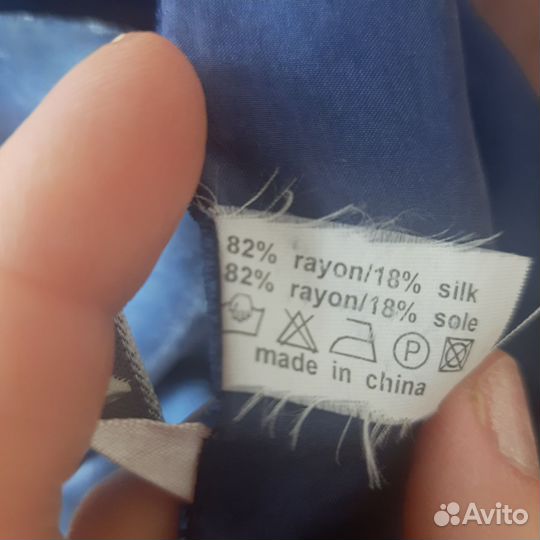 82% rayon/18% silk
82% rayon/18% sole
P
made in china
Avito